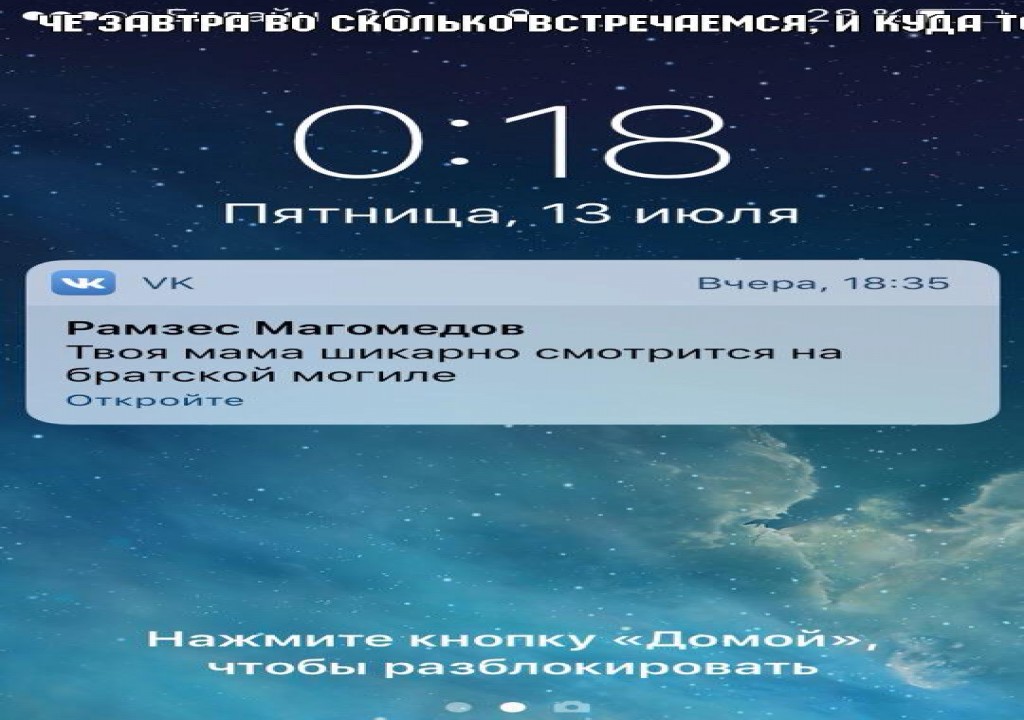 ЧЕ ЗАВТРА ВО СКОЛЬКО ВСТРЕЧАЕМСЯ, И КУДА
0:18
Пятница, 13 июля
VK
Вчера, 18:35
Рамзес Магомедов
Твоя мама шикарно смотрится на
братской могиле
Откройте
Нажмите кнопку «Домой»,
чтобы разблокировать